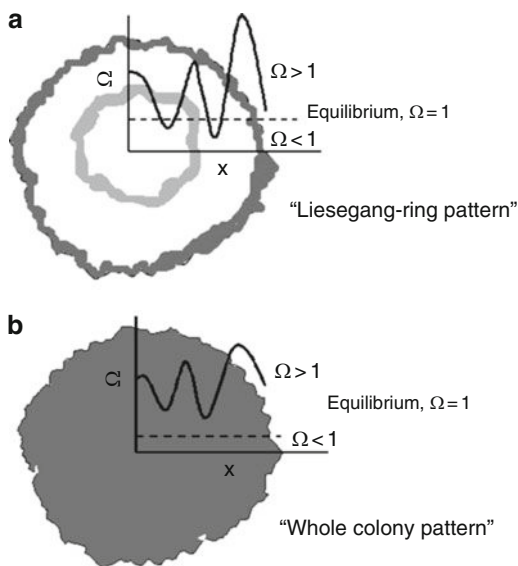 a
Ω
Ω > 1
Equilibrium, Ω = 1
Ω < 1
x
“Liesegang-ring pattern”
b
Ω
Ω > 1
Equilibrium, Ω = 1
Ω < 1
x
“Whole colony pattern”